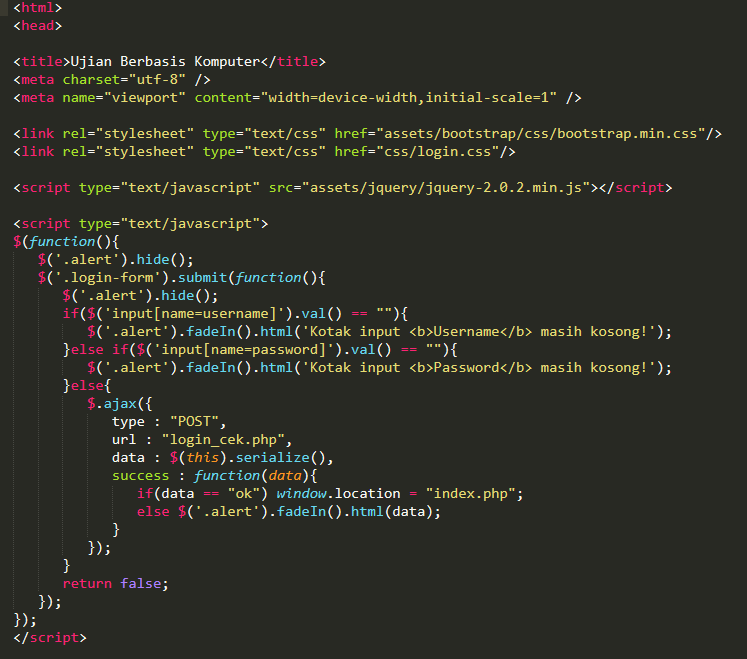 <html>
<head>
<title>Ujian Berbasis Komputer</title>
<meta charset="utf-8" />
<meta name="viewport" content="width=device-width,initial-scale=1" />
<link rel="stylesheet" type="text/css" href="assets/bootstrap/css/bootstrap.min.css"/>
<link rel="stylesheet" type="text/css" href="css/login.css"/>
<script type="text/javascript" src="assets/jquery/jquery-2.0.2.min.js"></script>
<script type="text/javascript">
$(function(){
   $('.alert').hide();
   $('.login-form').submit(function(){
      $('.alert').hide();
      if($('input[name=username]').val() == ""){
         $('.alert').fadeIn().html('Kotak input <b>Username</b> masih kosong!');
      }else if($('input[name=password]').val() == ""){
         $('.alert').fadeIn().html('Kotak input <b>Password</b> masih kosong!');
      }else{
         $.ajax({
            type : "POST",
            url : "login_cek.php",
            data : $(this).serialize(),
            success : function(data){
               if(data == "ok") window.location = "index.php";
               else $('.alert').fadeIn().html(data);
            }
         });
      }
      return false;
   });
});
</script>